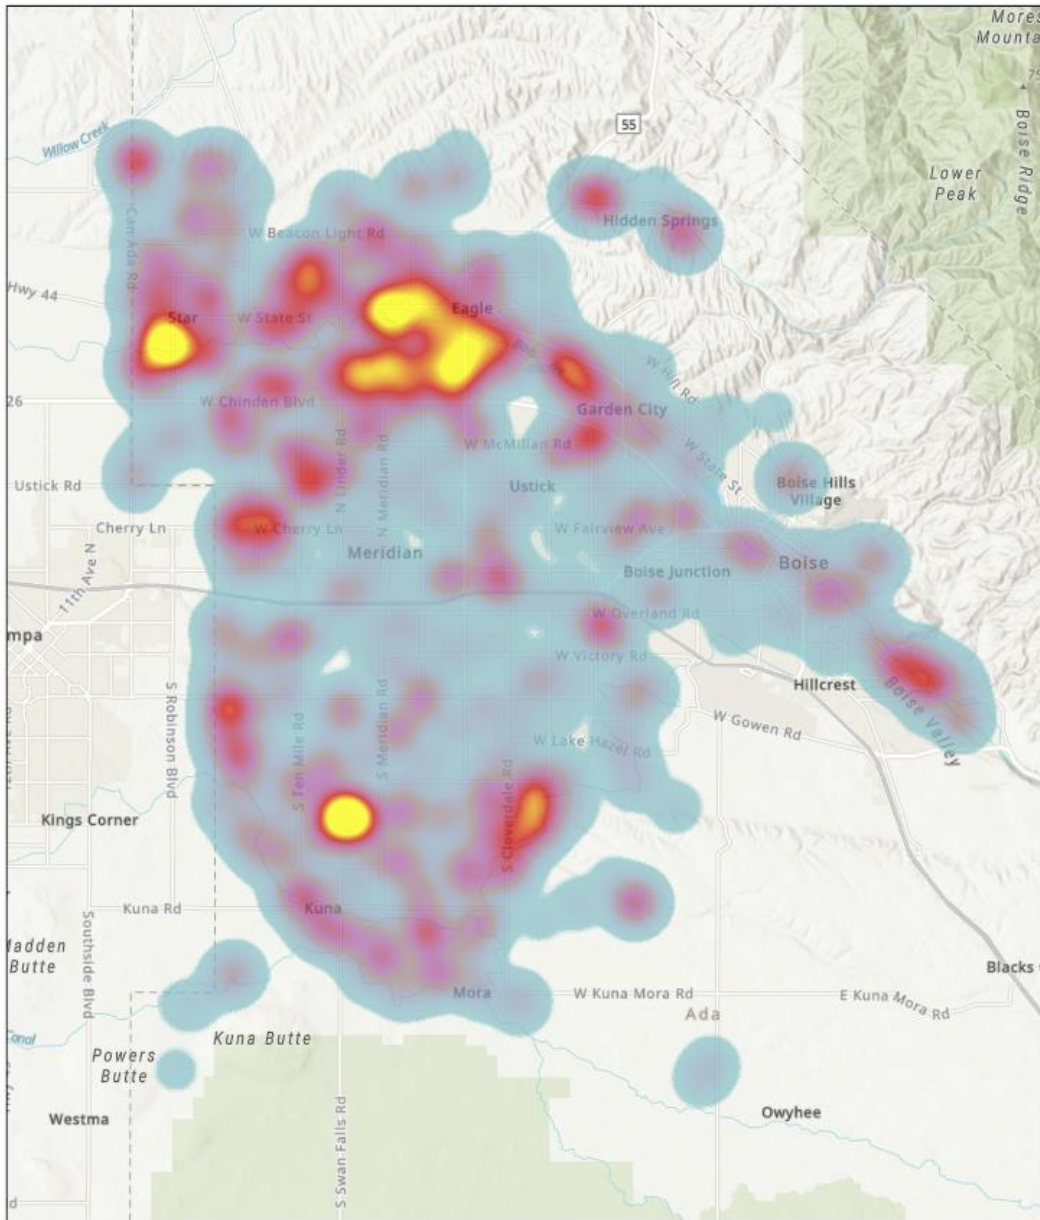 Mores
Mounta
55
Willow Creek
Boise Ridge
Lower
Peak
Hidden Springs
W Beacon Light Rd
Can Ada Rd
Hwy 44
Star
W State St
Eagle
W Hill Rd
26
W Chinden Blvd
Garden City
N Linder Rd
N Meridian Rd
W McMillan Rd
W State St
Ustick Rd
Ustick
Boise Hills
Village
Cherry Ln
W Cherry Ln
W Fairview Ave
Meridian
11th Ave N
Boise Junction
Boise
W Overland Rd
mpa
W Victory Rd
Hillcrest
Boise Valley
S Robinson Blvd
S Ten Mile Rd
S Meridian Rd
W Gowen Rd
W Lake Hazel Rd
S Cloverdale Rd
Kings Corner
Kuna Rd
Kuna
Southside Blvd
Madden
Butte
Blacks
Mora
W Kuna Mora Rd
E Kuna Mora Rd
Ada
Canal
Kuna Butte
Powers
Butte
Westma
Owyhee
S Swan Falls Rd
d